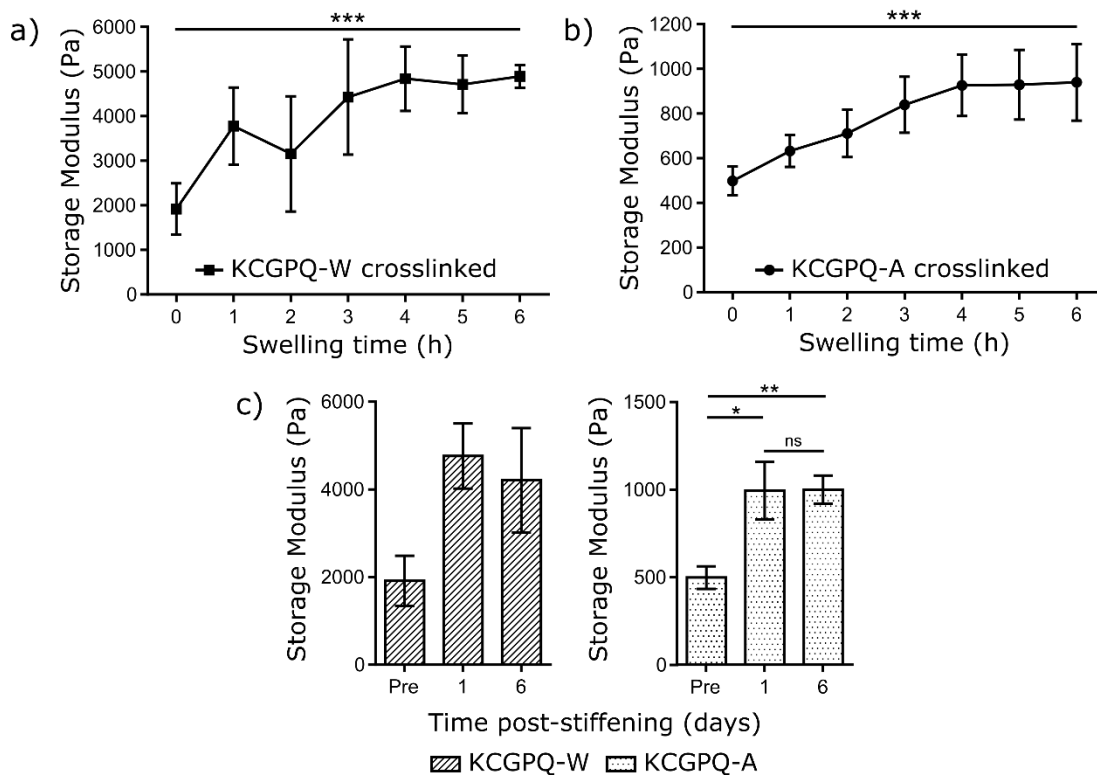 a)
***
Storage Modulus (Pa)
6000
5000
4000
3000
2000
1000
0
KCGPQ-W crosslinked
0 1 2 3 4 5 6
Swelling time (h)
b)
***
Storage Modulus (Pa)
1200
1000
800
600
400
200
0
KCGPQ-A crosslinked
0 1 2 3 4 5 6
Swelling time (h)
c)
Storage Modulus (Pa)
6000
4000
2000
0
Pre 1 6
Storage Modulus (Pa)
1500
1000
500
0
**
*
ns
Pre 1 6
Time post-stiffening (days)
KCGPQ-W KCGPQ-A